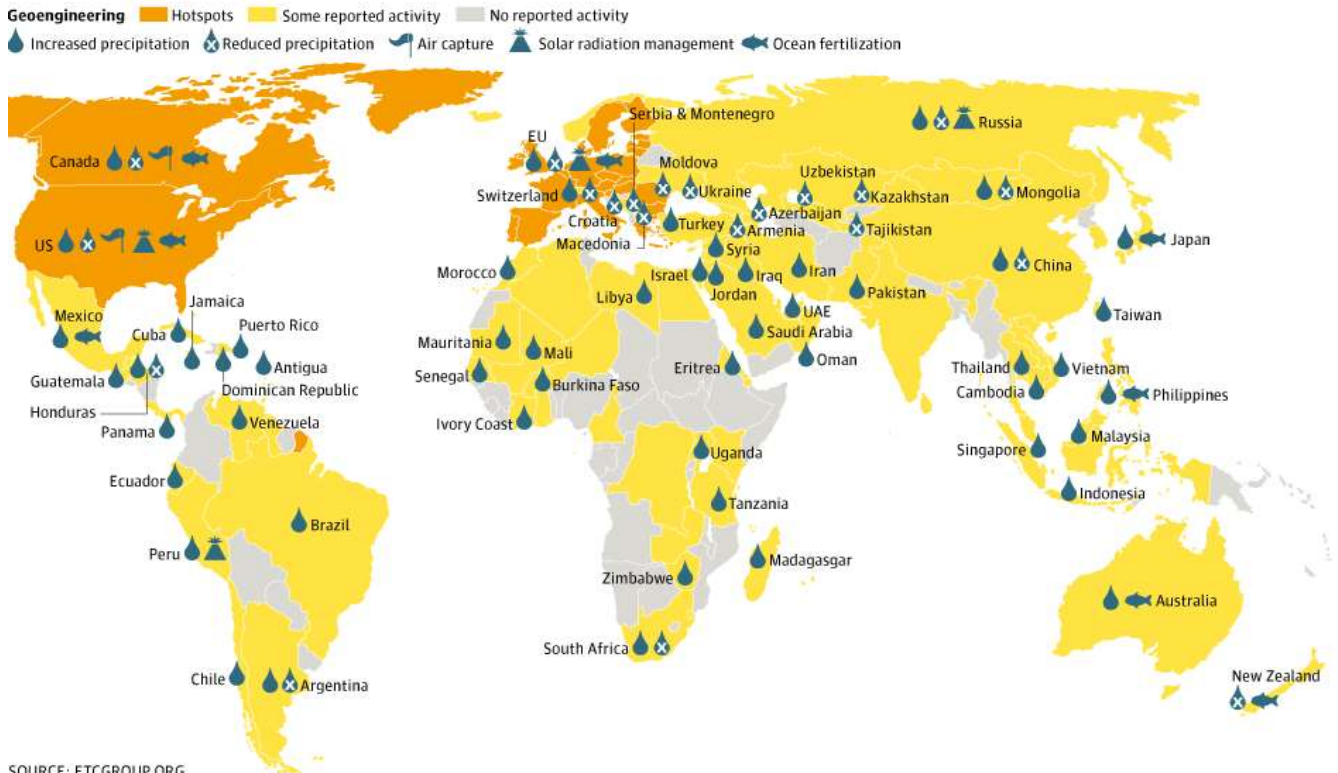 Geoengineering Hotspots Some reported activity No reported activity
Increased precipitation Reduced precipitation Air capture Solar radiation management Ocean fertilization
Serbia & Montenegro
Russia
EU
Canada
Moldova
Uzbekistan
Switzerland
Ukraine
Kazakhstan
Mongolia
Croatia
Azerbaijan
Turkey
Armenia
Tajikistan
US
Macedonia
Japan
Syria
China
Morocco
Israel
Iraq
Iran
Jamaica
Libya
Jordan
Pakistan
Mexico
UAE
Taiwan
Puerto Rico
Cuba
Saudi Arabia
Mauritania
Mali
Oman
Antigua
Eritrea
Thailand
Vietnam
Guatemala
Senegal
Burkina Faso
Dominican Republic
Cambodia
Philippines
Honduras
Venezuela
Ivory Coast
Panama
Malaysia
Singapore
Uganda
Ecuador
Indonesia
Tanzania
Brazil
Peru
Madagasgar
Zimbabwe
Australia
South Africa
New Zealand
Chile
Argentina
SOURCE: ETCGROUP.ORG